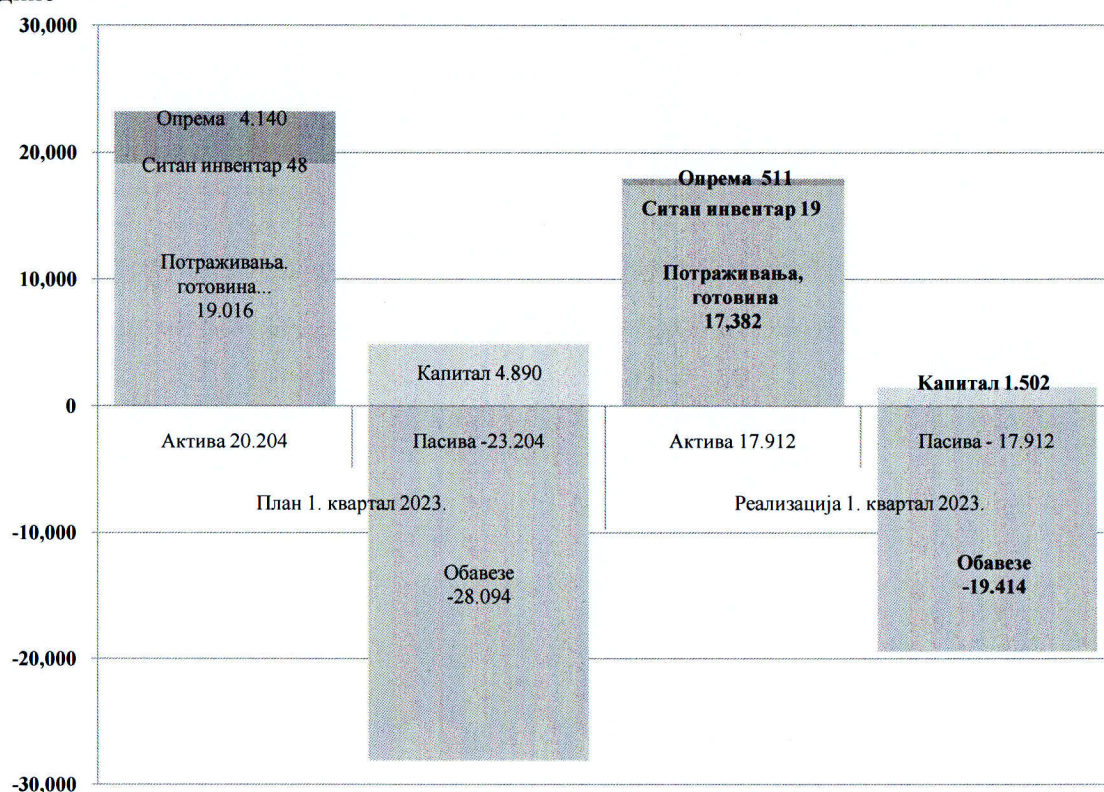 30,000
20,000
10,000
0
-10,000
-20,000
-30,000
Опрема 4.140
Ситан инвентар 48
Потраживања.
готовина...
19.016
Капитал 4.890
Опрема 511
Ситан инвентар 19
Потраживања,
готовина
17,382
Капитал 1.502
Актива 20.204
Пасива -23.204
Актива 17.912
Пасива - 17.912
План 1. квартал 2023.
Реализација 1. квартал 2023.
Обавезе
-28.094
Обавезе
-19.414